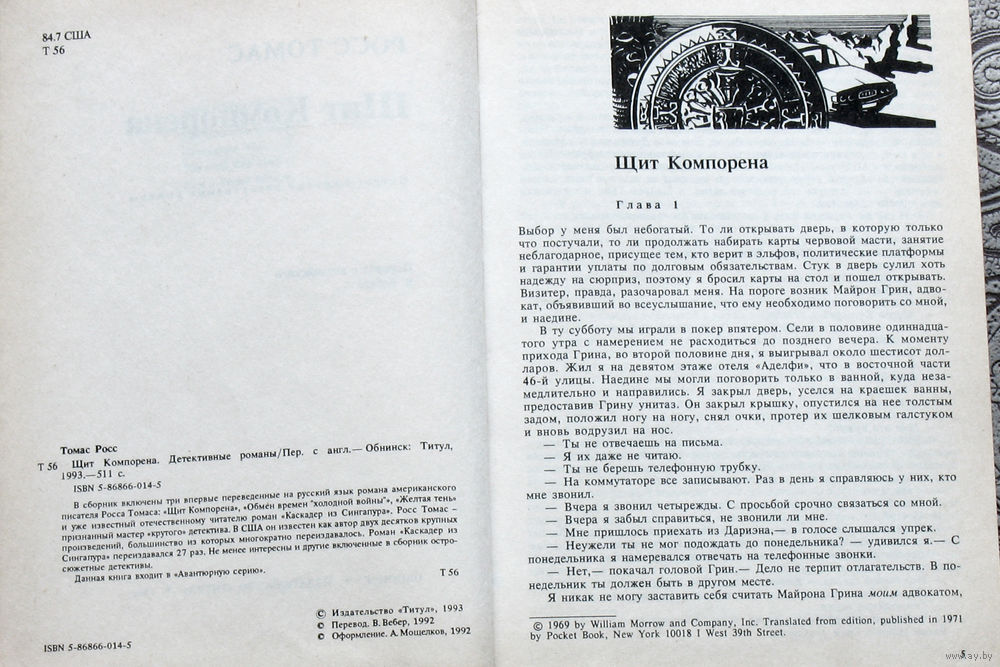 84.7 США
Т 56
Томас Росс
Т 56 Щит Компорена. Детективные романы/Пер. с англ.— Обнинск: Титул,
1993.—511 с.
ISBN 5-86866-014-5
В сборник включены три впервые переведенные на русский язык романа американского
писателя Росса Томаса: «Щит Компорена», «Обмен времен "холодной войны"», «Желтая тень»
и уже известный отечественному читателю роман «Каскадер из Сингапура». Росс Томас –
признанный мастер «крутого» детектива. В США он известен как автор двух десятков крупных
произведений, большинство из которых многократно переиздавалось. Роман «Каскадер из
Сингапура» переиздавался 27 раз. Не менее интересны и другие включенные в сборник остро-
сюжетные детективы.
Данная книга входит в «Авантюрную серию».
Т 56
© Издательство «Титул», 1993
© Перевод. В. Вебер, 1992
© Оформление. А. Мощелков, 1992
ISBN 5-86866-014-5
Щит Компорена
Глава 1
Выбор у меня был небогатый. То ли открывать дверь, в которую только
что постучали, то ли продолжать набирать карты червовой масти, занятие
неблагодарное, присущее тем, кто верит в эльфов, политические платформы
и гарантии уплаты по долговым обязательствам. Стук в дверь сулил хоть
надежду на сюрприз, поэтому я бросил карты на стол и пошел открывать.
Визитер, правда, разочаровал меня. На пороге возник Майрон Грин, адво-
кат, объявивший во всеуслышание, что ему необходимо поговорить со мной,
и наедине.
В ту субботу мы играли в покер впятером. Сели в половине одиннадца-
того утра с намерением не расходиться до позднего вечера. К моменту
прихода Грина, во второй половине дня, я выигрывал около шестисот дол-
ларов. Жил я на девятом этаже отеля «Аделфи», что в восточной части
46-й улицы. Наедине мы могли поговорить только в ванной, куда неза-
медлительно и направились. Я закрыл дверь, уселся на краешек ванны,
предоставив Грину унитаз. Он закрыл крышку, опустился на нее толстым
задом, положил ногу на ногу, снял очки, протер их шелковым галстуком
и вновь водрузил на нос.
— Ты не отвечаешь на письма.
— Я их даже не читаю.
— Ты не берешь телефонную трубку.
— На коммутаторе все записывают. Раз в день я справляюсь у них, кто
мне звонил.
— Вчера я звонил четырежды. С просьбой срочно связаться со мной.
— Вчера я забыл справиться, не звонили ли мне.
— Мне пришлось приехать из Дариэна,— в голосе слышался упрек.
— Неужели ты не мог подождать до понедельника? — удивился я.— С
понедельника я намеревался отвечать на телефонные звонки.
— Нет,— покачал головой Грин.— Дело не терпит отлагательств. В по-
недельник ты должен быть в другом месте.
Я никак не могу заставить себя считать Майрона Грина моим адвокатом,
© 1969 by William Morrow and Company, Inc. Translated from edition, published in 1971
by Pocket Book, New York 10018 1 West 39th Street.
5
www.ay.by